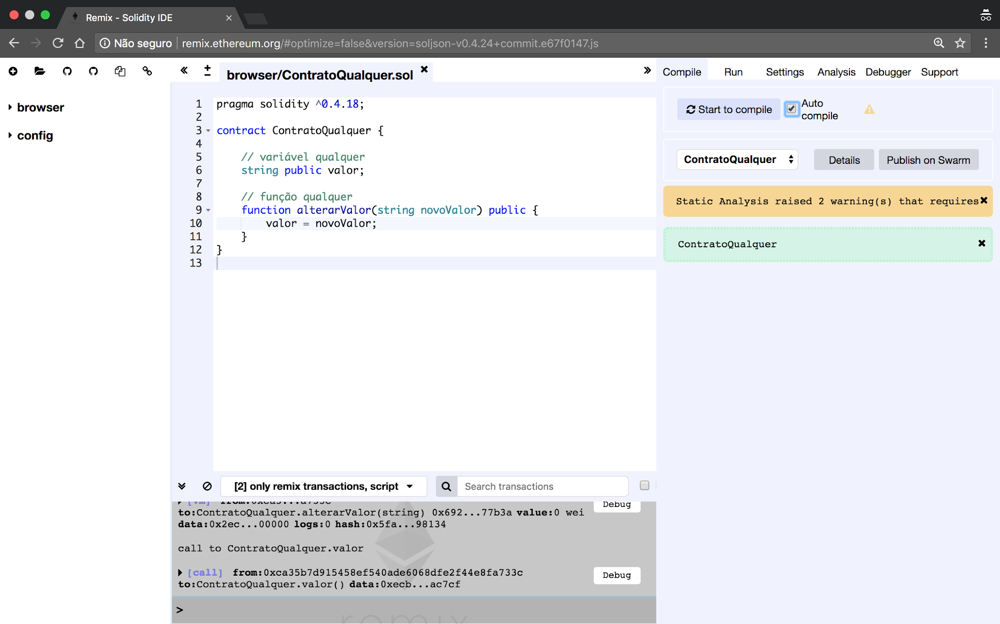 Remix - Solidity IDE
Não seguro remix.ethereum.org/#optimize=false&version=soljson-v0.4.24+commit.e67f0147.js
browser/ContratoQualquer.sol
Compile Run Settings Analysis Debugger Support
browser
config
1 pragma solidity ^0.4.18;
2
3 contract ContratoQualquer {
4
5 // variável qualquer
6 string public valor;
7
8 // função qualquer
9 function alterarValor(string novoValor) public {
10 valor = novoValor;
11 }
12 }
13
Start to compile
Auto
compile
ContratoQualquer Details Publish on Swarm
Static Analysis raised 2 warning(s) that requires
ContratoQualquer
[2] only remix transactions, script Search transactions
[vm] from:0xca3...a733c Debug
to:ContratoQualquer.alterarValor(string) 0x692...77b3a value:0 wei
data:0x2ec...00000 logs:0 hash:0x5fa...98134
call to ContratoQualquer.valor
[call] from:0xca35b7d915458ef540ade6068dfe2f44e8fa733c Debug
to:ContratoQualquer.valor() data:0xecb...ac7cf
>
remix